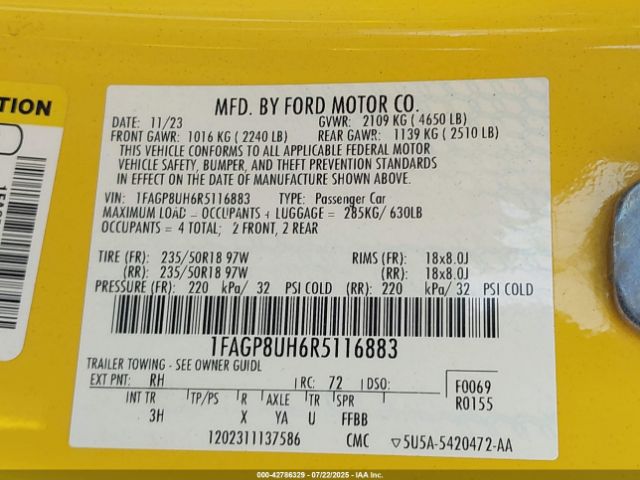 TION
MFD. BY FORD MOTOR CO.
DATE: 11/23 GVWR: 2109 KG ( 4650 LB)
FRONT GAWR: 1016 KG ( 2240 LB) REAR GAWR: 1139 KG ( 2510 LB)
THIS VEHICLE CONFORMS TO ALL APPLICABLE FEDERAL MOTOR
VEHICLE SAFETY, BUMPER, AND THEFT PREVENTION STANDARDS
IN EFFECT ON THE DATE OF MANUFACTURE SHOWN ABOVE.
VIN: 1FAGP8UH6R5116883 TYPE: Passenger Car
MAXIMUM LOAD = OCCUPANTS + LUGGAGE = 285KG/ 630LB
OCCUPANTS = 4 TOTAL; 2 FRONT, 2 REAR
TIRE (FR): 235/50R18 97W RIMS (FR): 18x8.0J
(RR): 235/50R18 97W (RR): 18x8.0J
PRESSURE (FR): 220 kPa/ 32 PSI COLD (RR): 220 kPa/ 32 PSI COLD
1FAGP8UH6R5116883
TRAILER TOWING - SEE OWNER GUIDE
EXT PNT: RH RC: 72 DSO: F0069
INT TR TP/PS R AXLE TR SPR R0155
3H X YA U FFBB
1202311137586 CMC ▽5U5A-5420472-AA
000-42786329 - 07/22/2025 - IAAI.COM